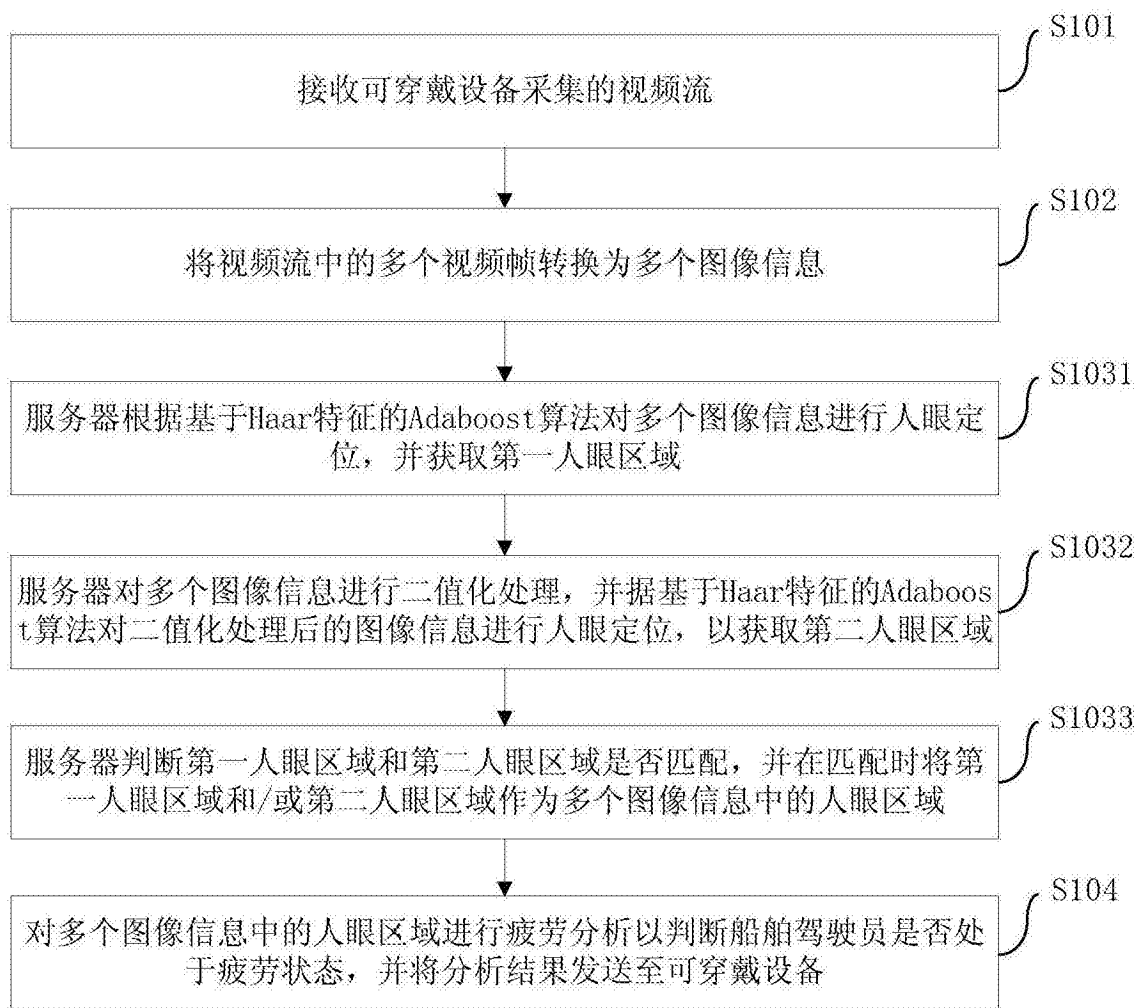 S101
接收可穿戴设备采集的视频流
S102
将视频流中的多个视频帧转换为多个图像信息
S1031
服务器根据基于Haar特征的Adaboost算法对多个图像信息进行人眼定
位，并获取第一人眼区域
S1032
服务器对多个图像信息进行二值化处理，并据基于Haar特征的Adaboos
t算法对二值化处理后的图像信息进行人眼定位，以获取第二人眼区域
S1033
服务器判断第一人眼区域和第二人眼区域是否匹配，并在匹配时将第
一人眼区域和/或第二人眼区域作为多个图像信息中的人眼区域
S104
对多个图像信息中的人眼区域进行疲劳分析以判断船舶驾驶员是否处
于疲劳状态，并将分析结果发送至可穿戴设备